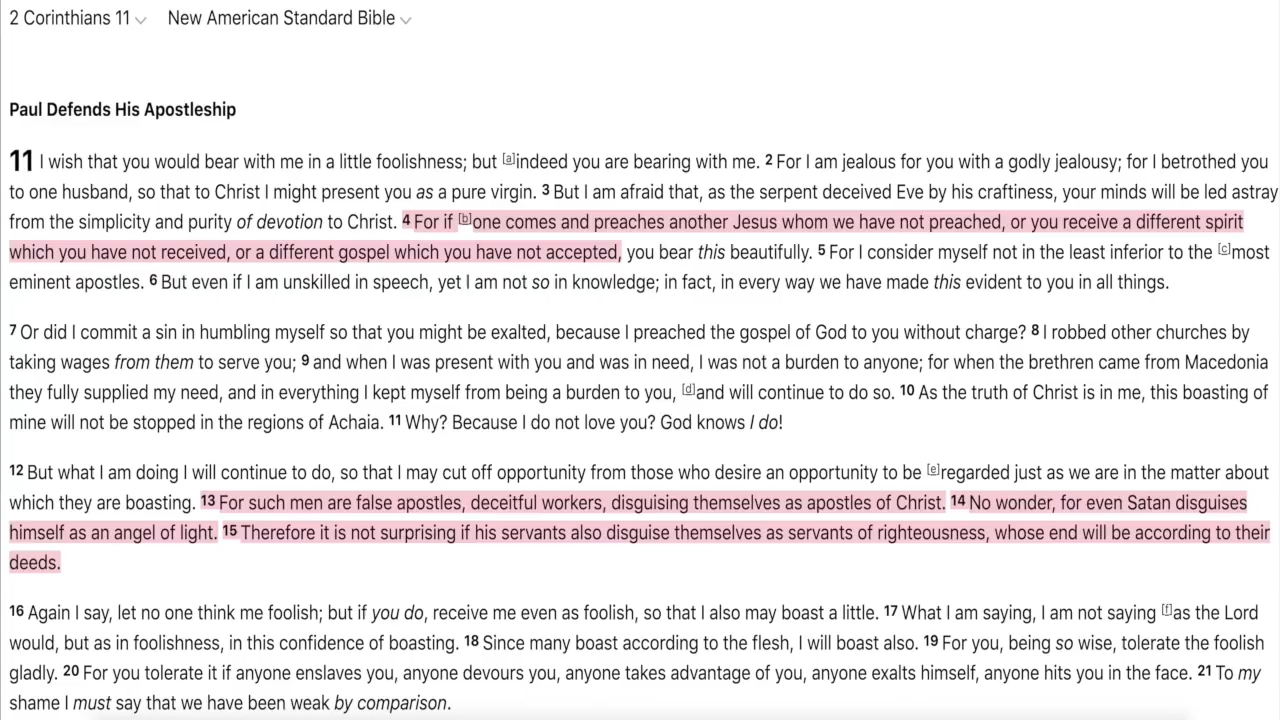 2 Corinthians 11 New American Standard Bible
Paul Defends His Apostleship
11 I wish that you would bear with me in a little foolishness; but [a]indeed you are bearing with me. 2 For I am jealous for you with a godly jealousy; for I betrothed you
to one husband, so that to Christ I might present you as a pure virgin. 3 But I am afraid that, as the serpent deceived Eve by his craftiness, your minds will be led astray
from the simplicity and purity of devotion to Christ. 4 For if [b]one comes and preaches another Jesus whom we have not preached, or you receive a different spirit
which you have not received, or a different gospel which you have not accepted, you bear this beautifully. 5 For I consider myself not in the least inferior to the [c]most
eminent apostles. 6 But even if I am unskilled in speech, yet I am not so in knowledge; in fact, in every way we have made this evident to you in all things.
7 Or did I commit a sin in humbling myself so that you might be exalted, because I preached the gospel of God to you without charge? 8 I robbed other churches by
taking wages from them to serve you; 9 and when I was present with you and was in need, I was not a burden to anyone; for when the brethren came from Macedonia
they fully supplied my need, and in everything I kept myself from being a burden to you, [d]and will continue to do so. 10 As the truth of Christ is in me, this boasting of
mine will not be stopped in the regions of Achaia. 11 Why? Because I do not love you? God knows I do!
12 But what I am doing I will continue to do, so that I may cut off opportunity from those who desire an opportunity to be [e]regarded just as we are in the matter about
which they are boasting. 13 For such men are false apostles, deceitful workers, disguising themselves as apostles of Christ. 14 No wonder, for even Satan disguises
himself as an angel of light. 15 Therefore it is not surprising if his servants also disguise themselves as servants of righteousness, whose end will be according to their
deeds.
16 Again I say, let no one think me foolish; but if you do, receive me even as foolish, so that I also may boast a little. 17 What I am saying, I am not saying [f]as the Lord
would, but as in foolishness, in this confidence of boasting. 18 Since many boast according to the flesh, I will boast also. 19 For you, being so wise, tolerate the foolish
gladly. 20 For you tolerate it if anyone enslaves you, anyone devours you, anyone takes advantage of you, anyone exalts himself, anyone hits you in the face. 21 To my
shame I must say that we have been weak by comparison.